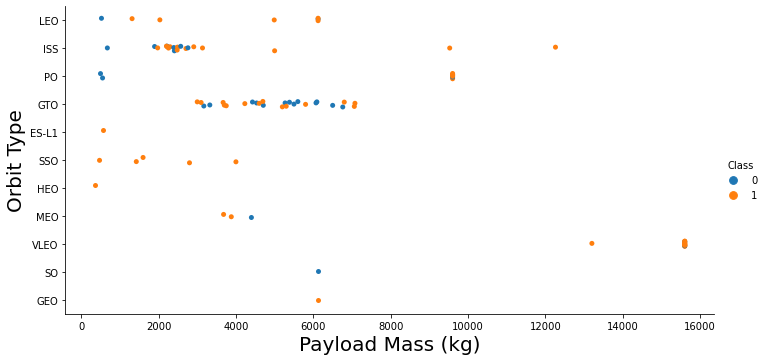 LEO
ISS
PO
GTO
ES-L1
SSO
HEO
MEO
VLEO
SO
GEO
Orbit Type
0 2000 4000 6000 8000 10000 12000 14000 16000
Payload Mass (kg)
Class
0
1